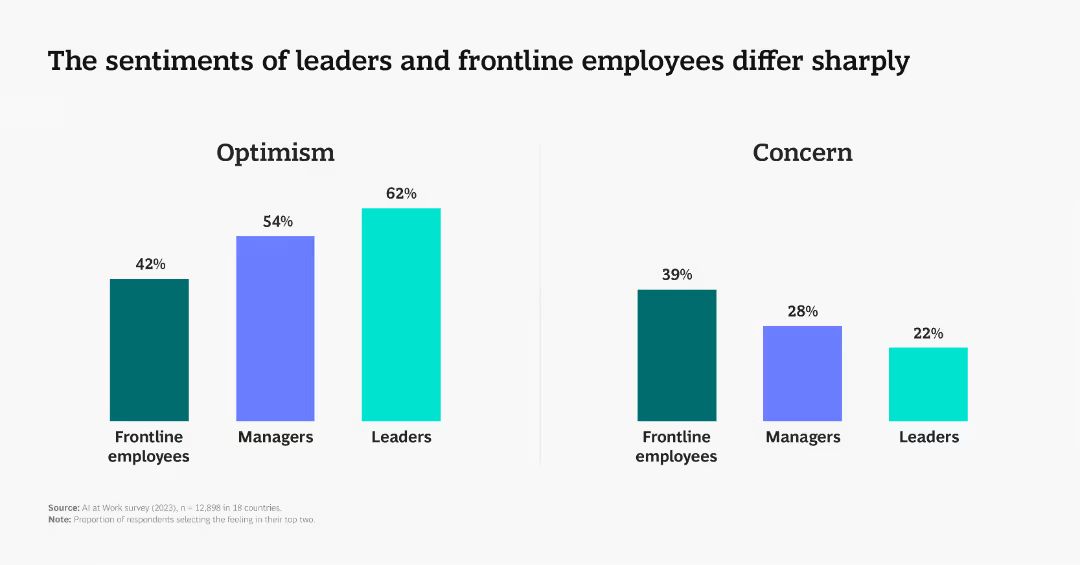 The sentiments of leaders and frontline employees differ sharply
Optimism
62%
54%
42%
Frontline
employees
Managers
Leaders
Concern
39%
28%
22%
Frontline
employees
Managers
Leaders
Source: AI at Work survey (2023), n = 12,898 in 18 countries.
Note: Proportion of respondents selecting the feeling in their top two.